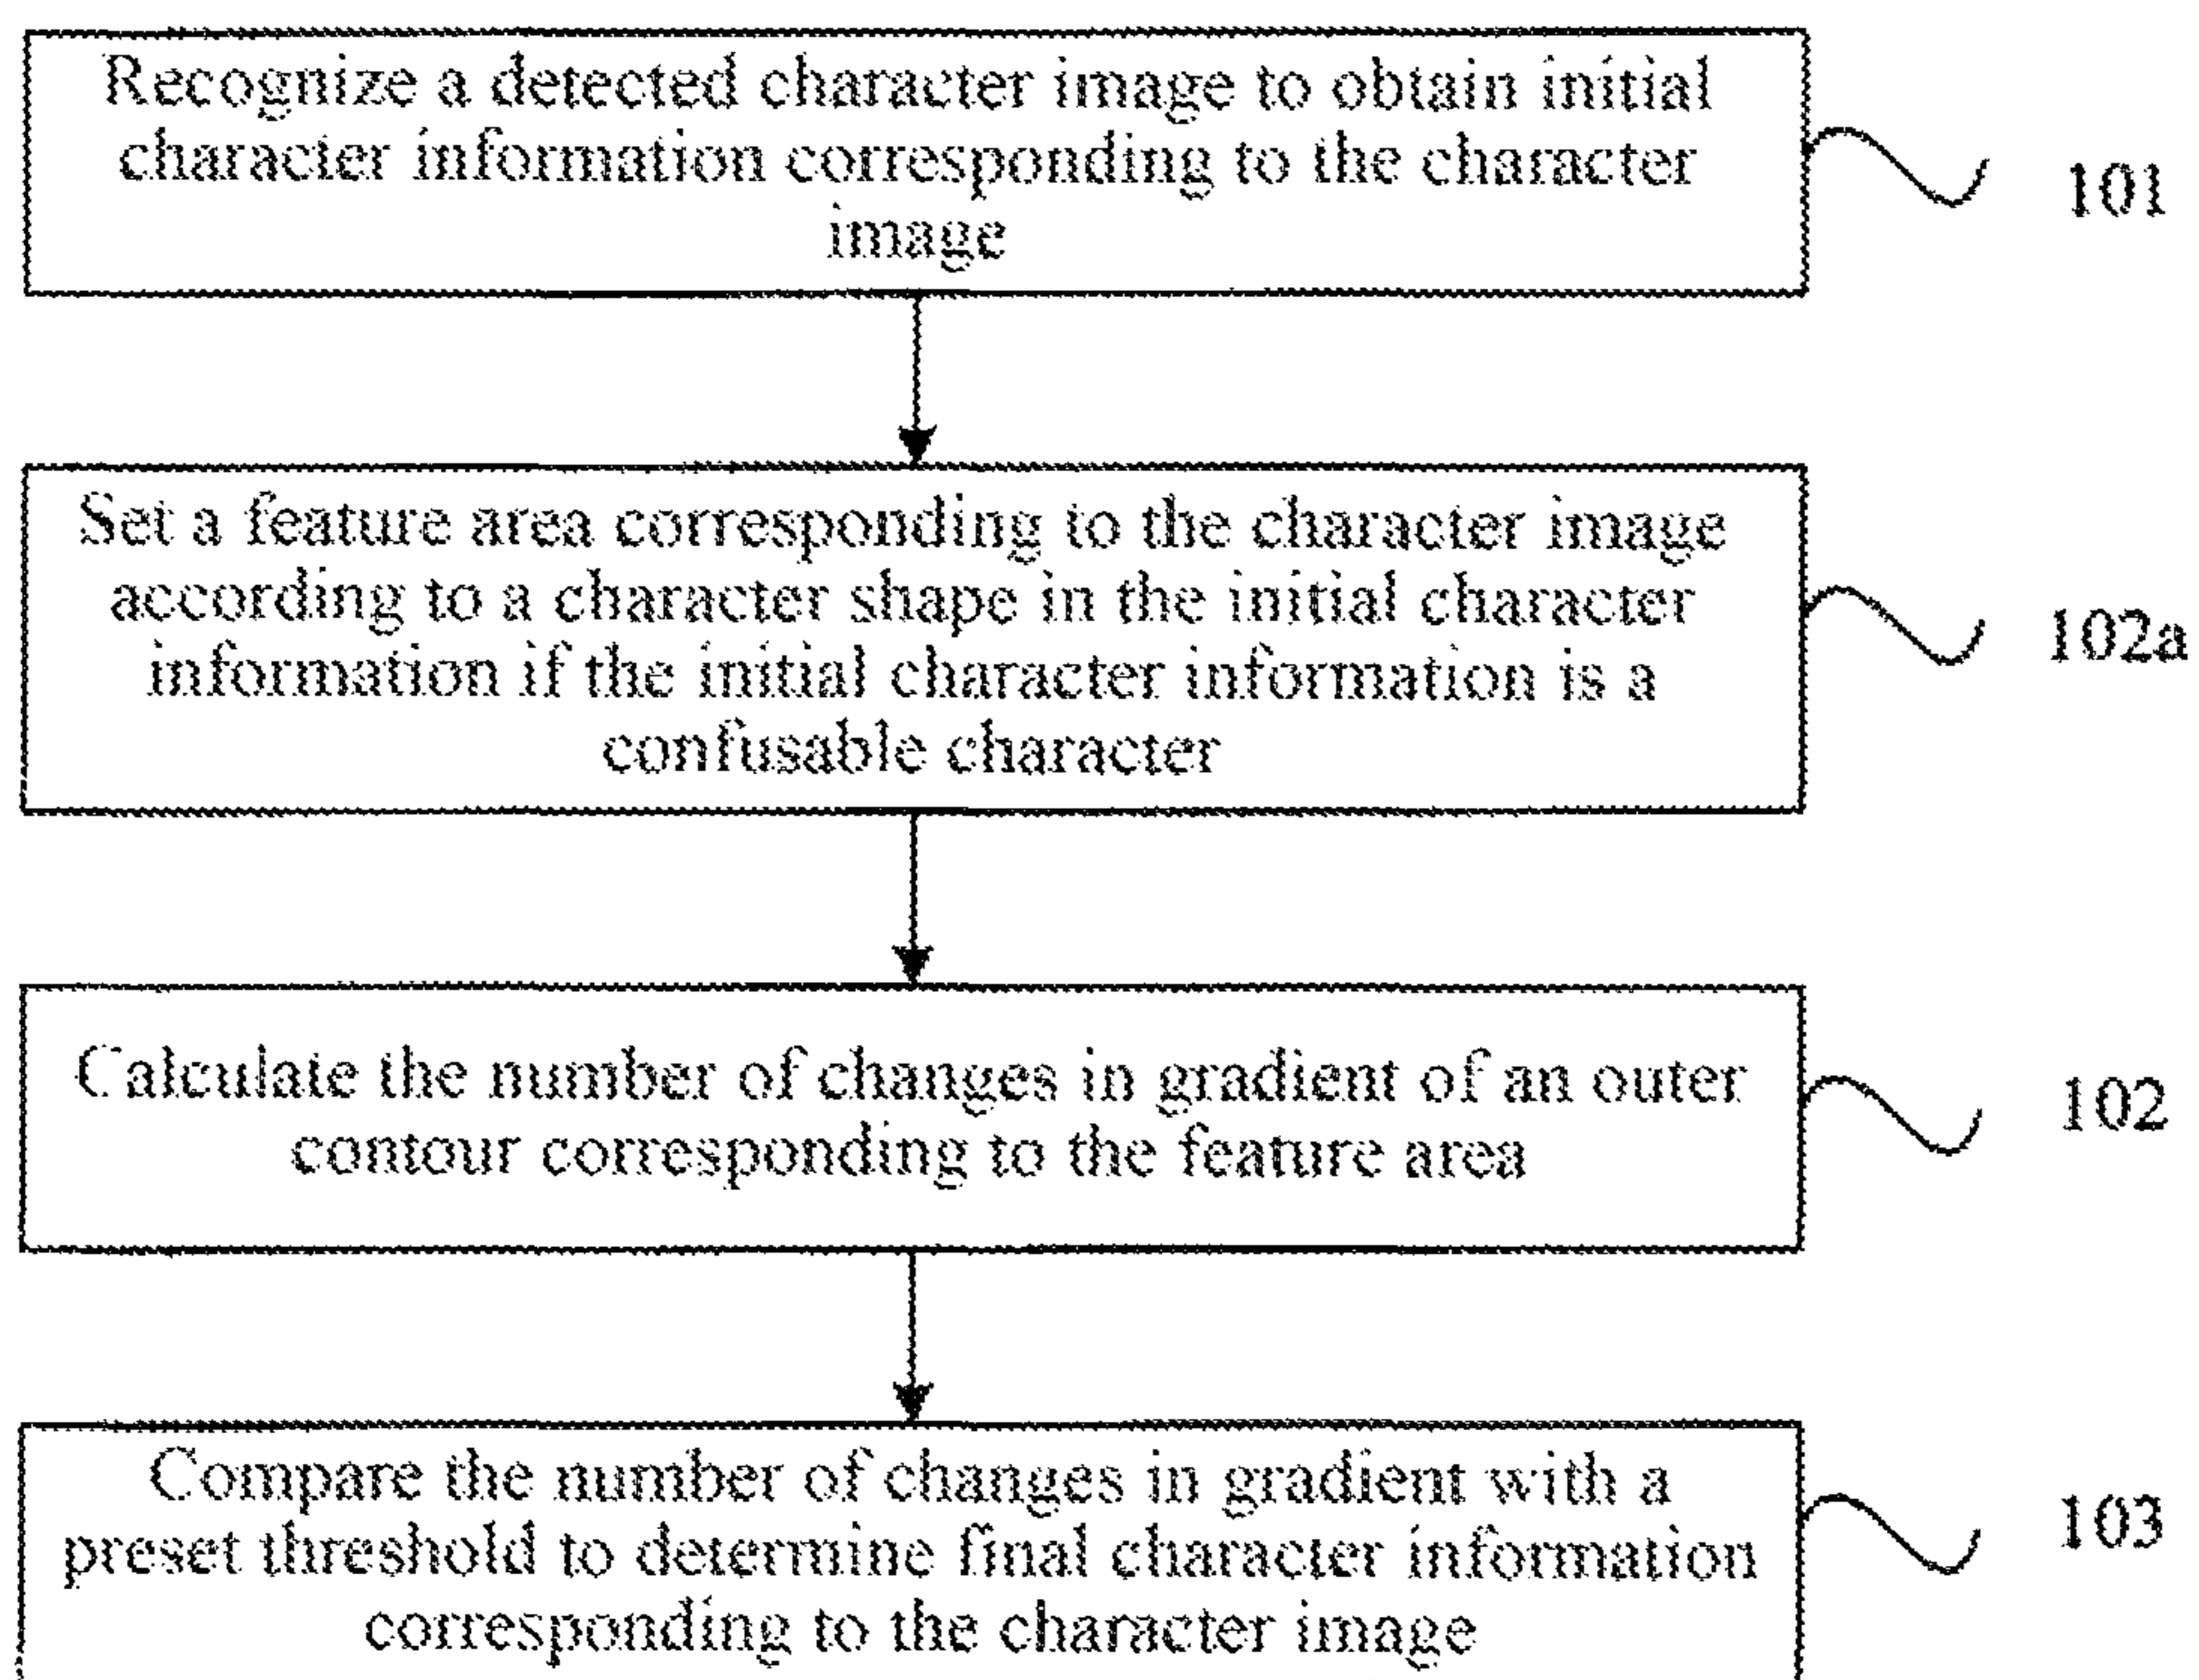 Recognize a detected character image to obtain initial
character information corresponding to the character
image
101
Set a feature area corresponding to the character image
according to a character shape in the initial character
information if the initial character information is a
confusable character
102a
Calculate the number of changes in gradient of an outer
contour corresponding to the feature area
102
Compare the number of changes in gradient with a
preset threshold to determine final character information
corresponding to the character image
103